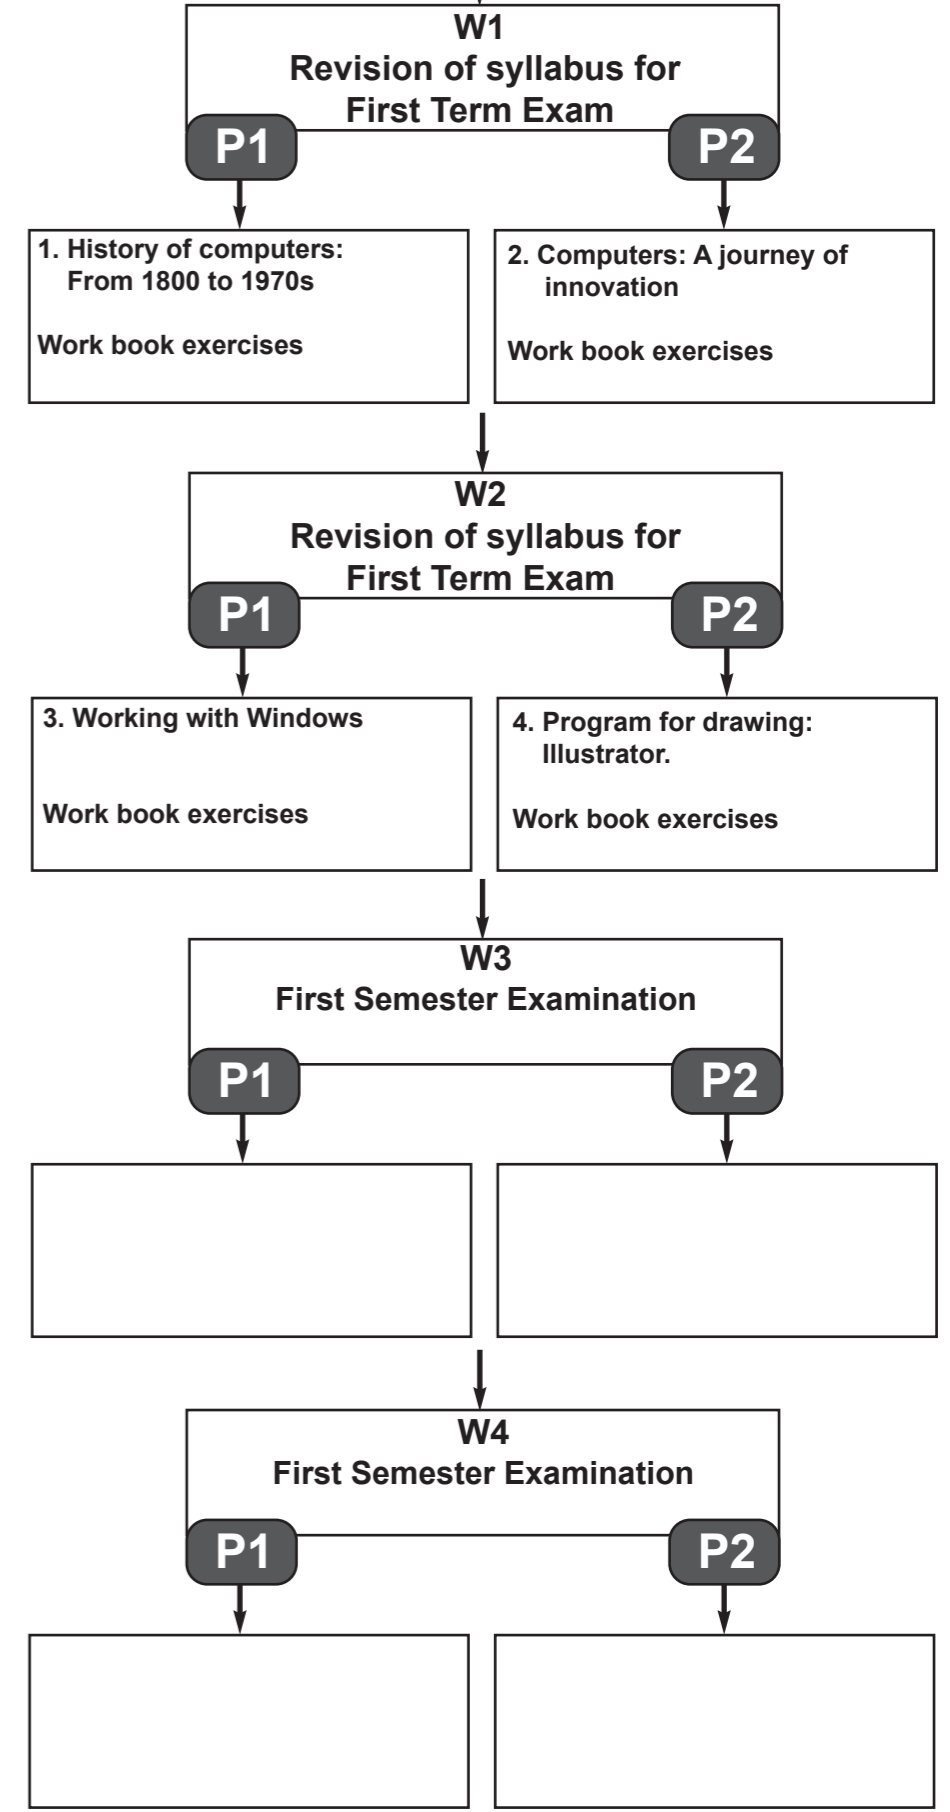 W1
Revision of syllabus for
First Term Exam
P1
P2
1. History of computers:
From 1800 to 1970s
Work book exercises
2. Computers: A journey of
innovation
Work book exercises
W2
Revision of syllabus for
First Term Exam
P1
P2
3. Working with Windows
Work book exercises
4. Program for drawing:
Illustrator.
Work book exercises
W3
First Semester Examination
P1
P2
W4
First Semester Examination
P1
P2